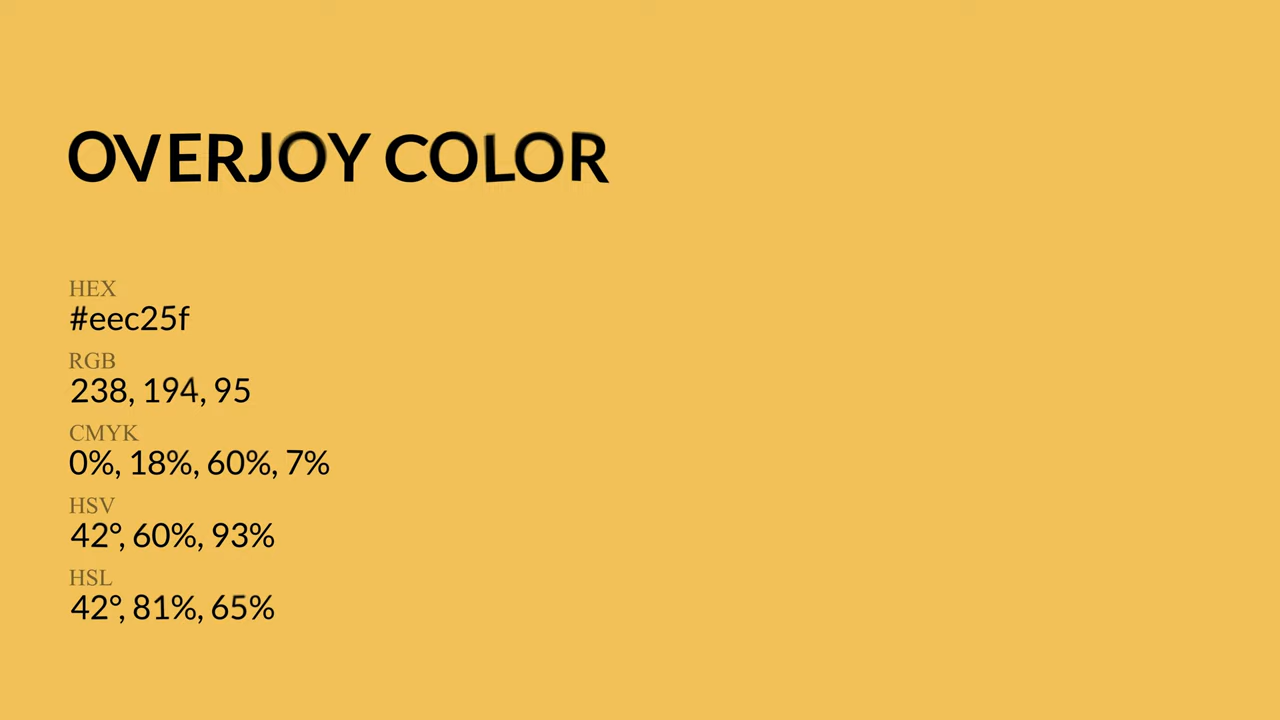 OVERJOY COLOR
HEX
#eec25f
RGB
238, 194, 95
CMYK
0%, 18%, 60%, 7%
HSV
42°, 60%, 93%
HSL
42°, 81%, 65%